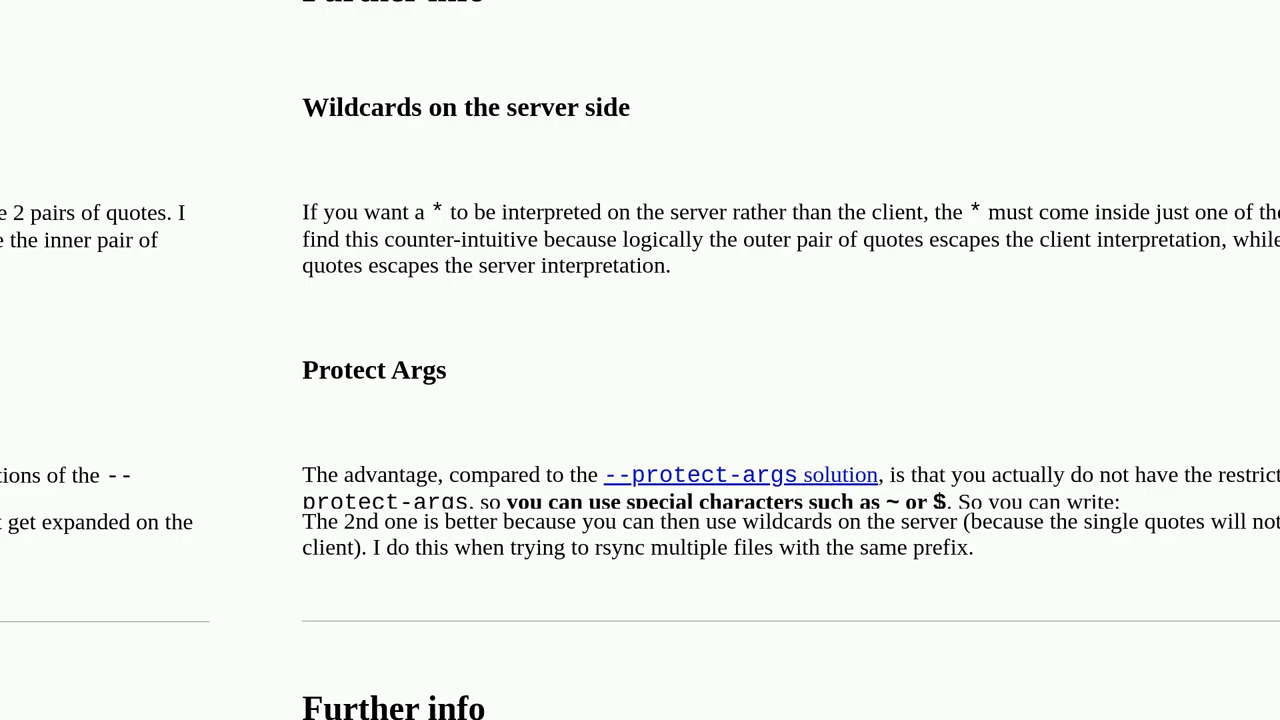 Further info
Wildcards on the server side
e 2 pairs of quotes. I
e the inner pair of
If you want a * to be interpreted on the server rather than the client, the * must come inside just one of the
find this counter-intuitive because logically the outer pair of quotes escapes the client interpretation, while
quotes escapes the server interpretation.
Protect Args
tions of the --
The advantage, compared to the --protect-args solution, is that you actually do not have the restrict
protect-args, so you can use special characters such as ~ or $. So you can write:
t get expanded on the
The 2nd one is better because you can then use wildcards on the server (because the single quotes will not
client). I do this when trying to rsync multiple files with the same prefix.
Further info